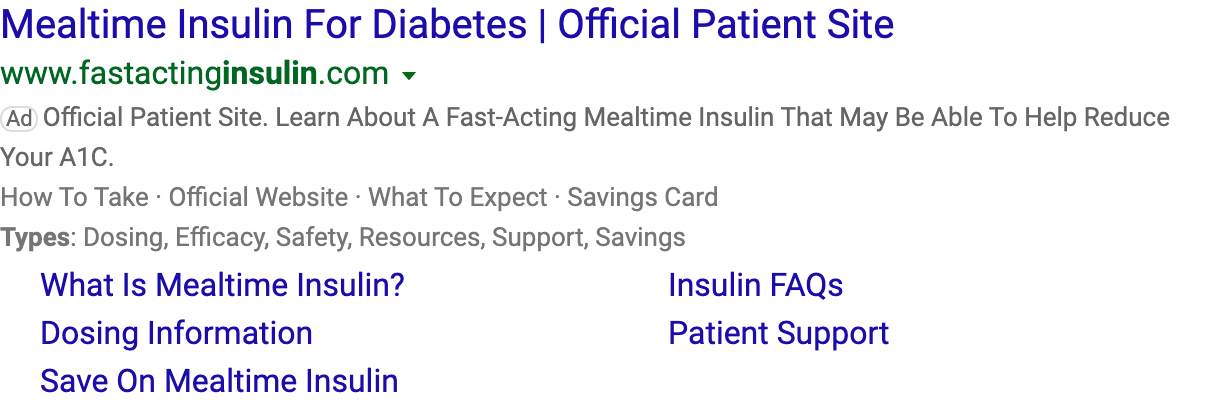 Mealtime Insulin For Diabetes | Official Patient Site
www.fastactinginsulin.com
Ad Official Patient Site. Learn About A Fast-Acting Mealtime Insulin That May Be Able To Help Reduce
Your A1C.
How To Take · Official Website · What To Expect · Savings Card
Types: Dosing, Efficacy, Safety, Resources, Support, Savings
What Is Mealtime Insulin? Insulin FAQs
Dosing Information Patient Support
Save On Mealtime Insulin